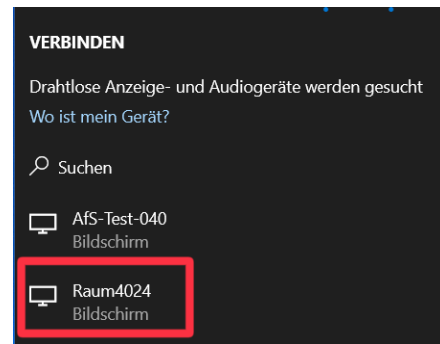 VERBINDEN
Drahtlose Anzeige- und Audiogeräte werden gesucht
Wo ist mein Gerät?
Suchen
AfS-Test-040
Bildschirm
Raum4024
Bildschirm